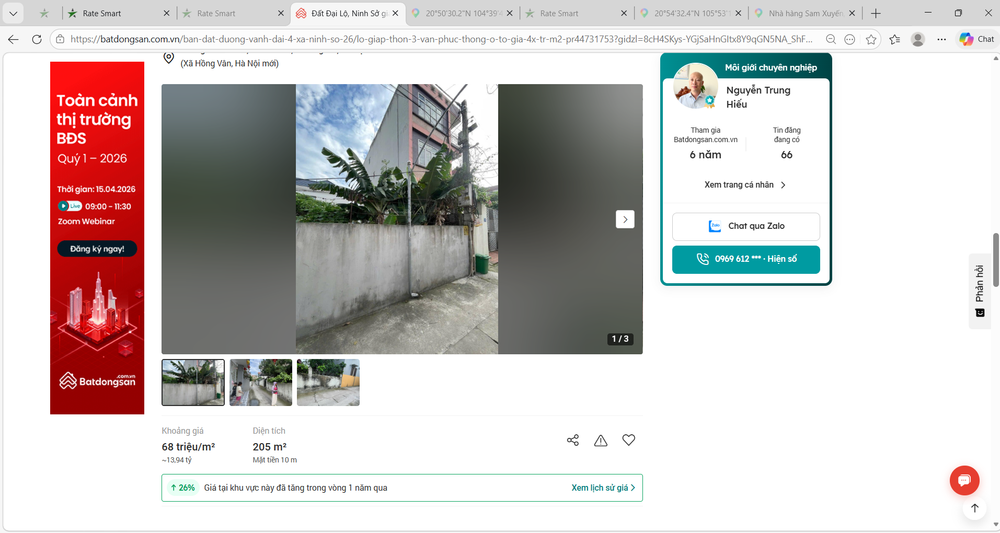 Rate Smart
Rate Smart
Đất Đại Lộ, Ninh Sở gi
20°50'30.2"N 104°39'4
Rate Smart
20°54'32.4"N 105°53'1
Nhà hàng Sam Xuyến,
https://batdongsan.com.vn/ban-dat-duong-vanh-dai-4-xa-ninh-so-26/lo-giap-thon-3-van-phuc-thong-o-to-gia-4x-tr-m2-pr44731753?gidzl=8cH4SKys-YGjSaHnGItx8Y9qGN5NA_ShF...
Chat
(Xã Hồng Vân, Hà Nội mới)
Toàn cảnh
thị trường
BĐS
Quý 1 – 2026
Thời gian: 15.04.2026
Live 09:00 - 11:30
Zoom Webinar
Đăng ký ngay!
Batdongsan
.com.vn
1 / 3
Môi giới chuyên nghiệp
Nguyễn Trung
Hiếu
Tham gia
Batdongsan.com.vn
6 năm
Tin đăng
đang có
66
Xem trang cá nhân
Zalo
Chat qua Zalo
0969 612 *** · Hiện số
Phản hồi
Khoảng giá
68 triệu/m²
~13,94 tỷ
Diện tích
205 m²
Mặt tiền 10 m
26%
Giá tại khu vực này đã tăng trong vòng 1 năm qua
Xem lịch sử giá